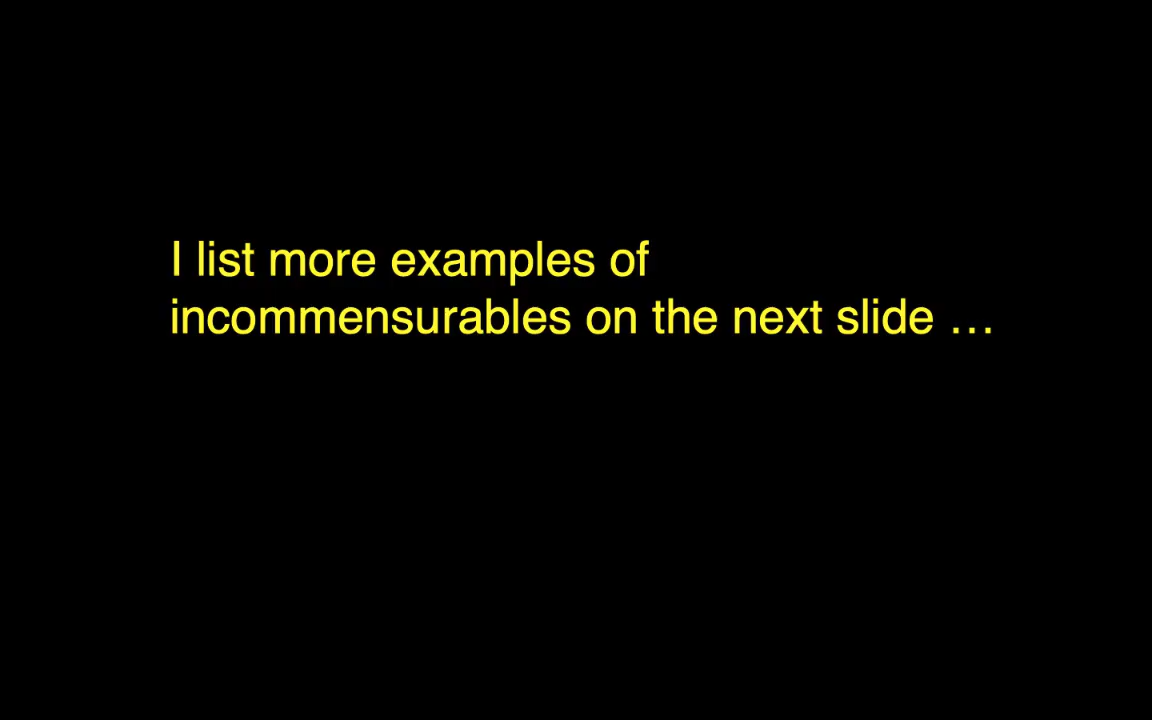 I list more examples of
incommensurables on the next slide …